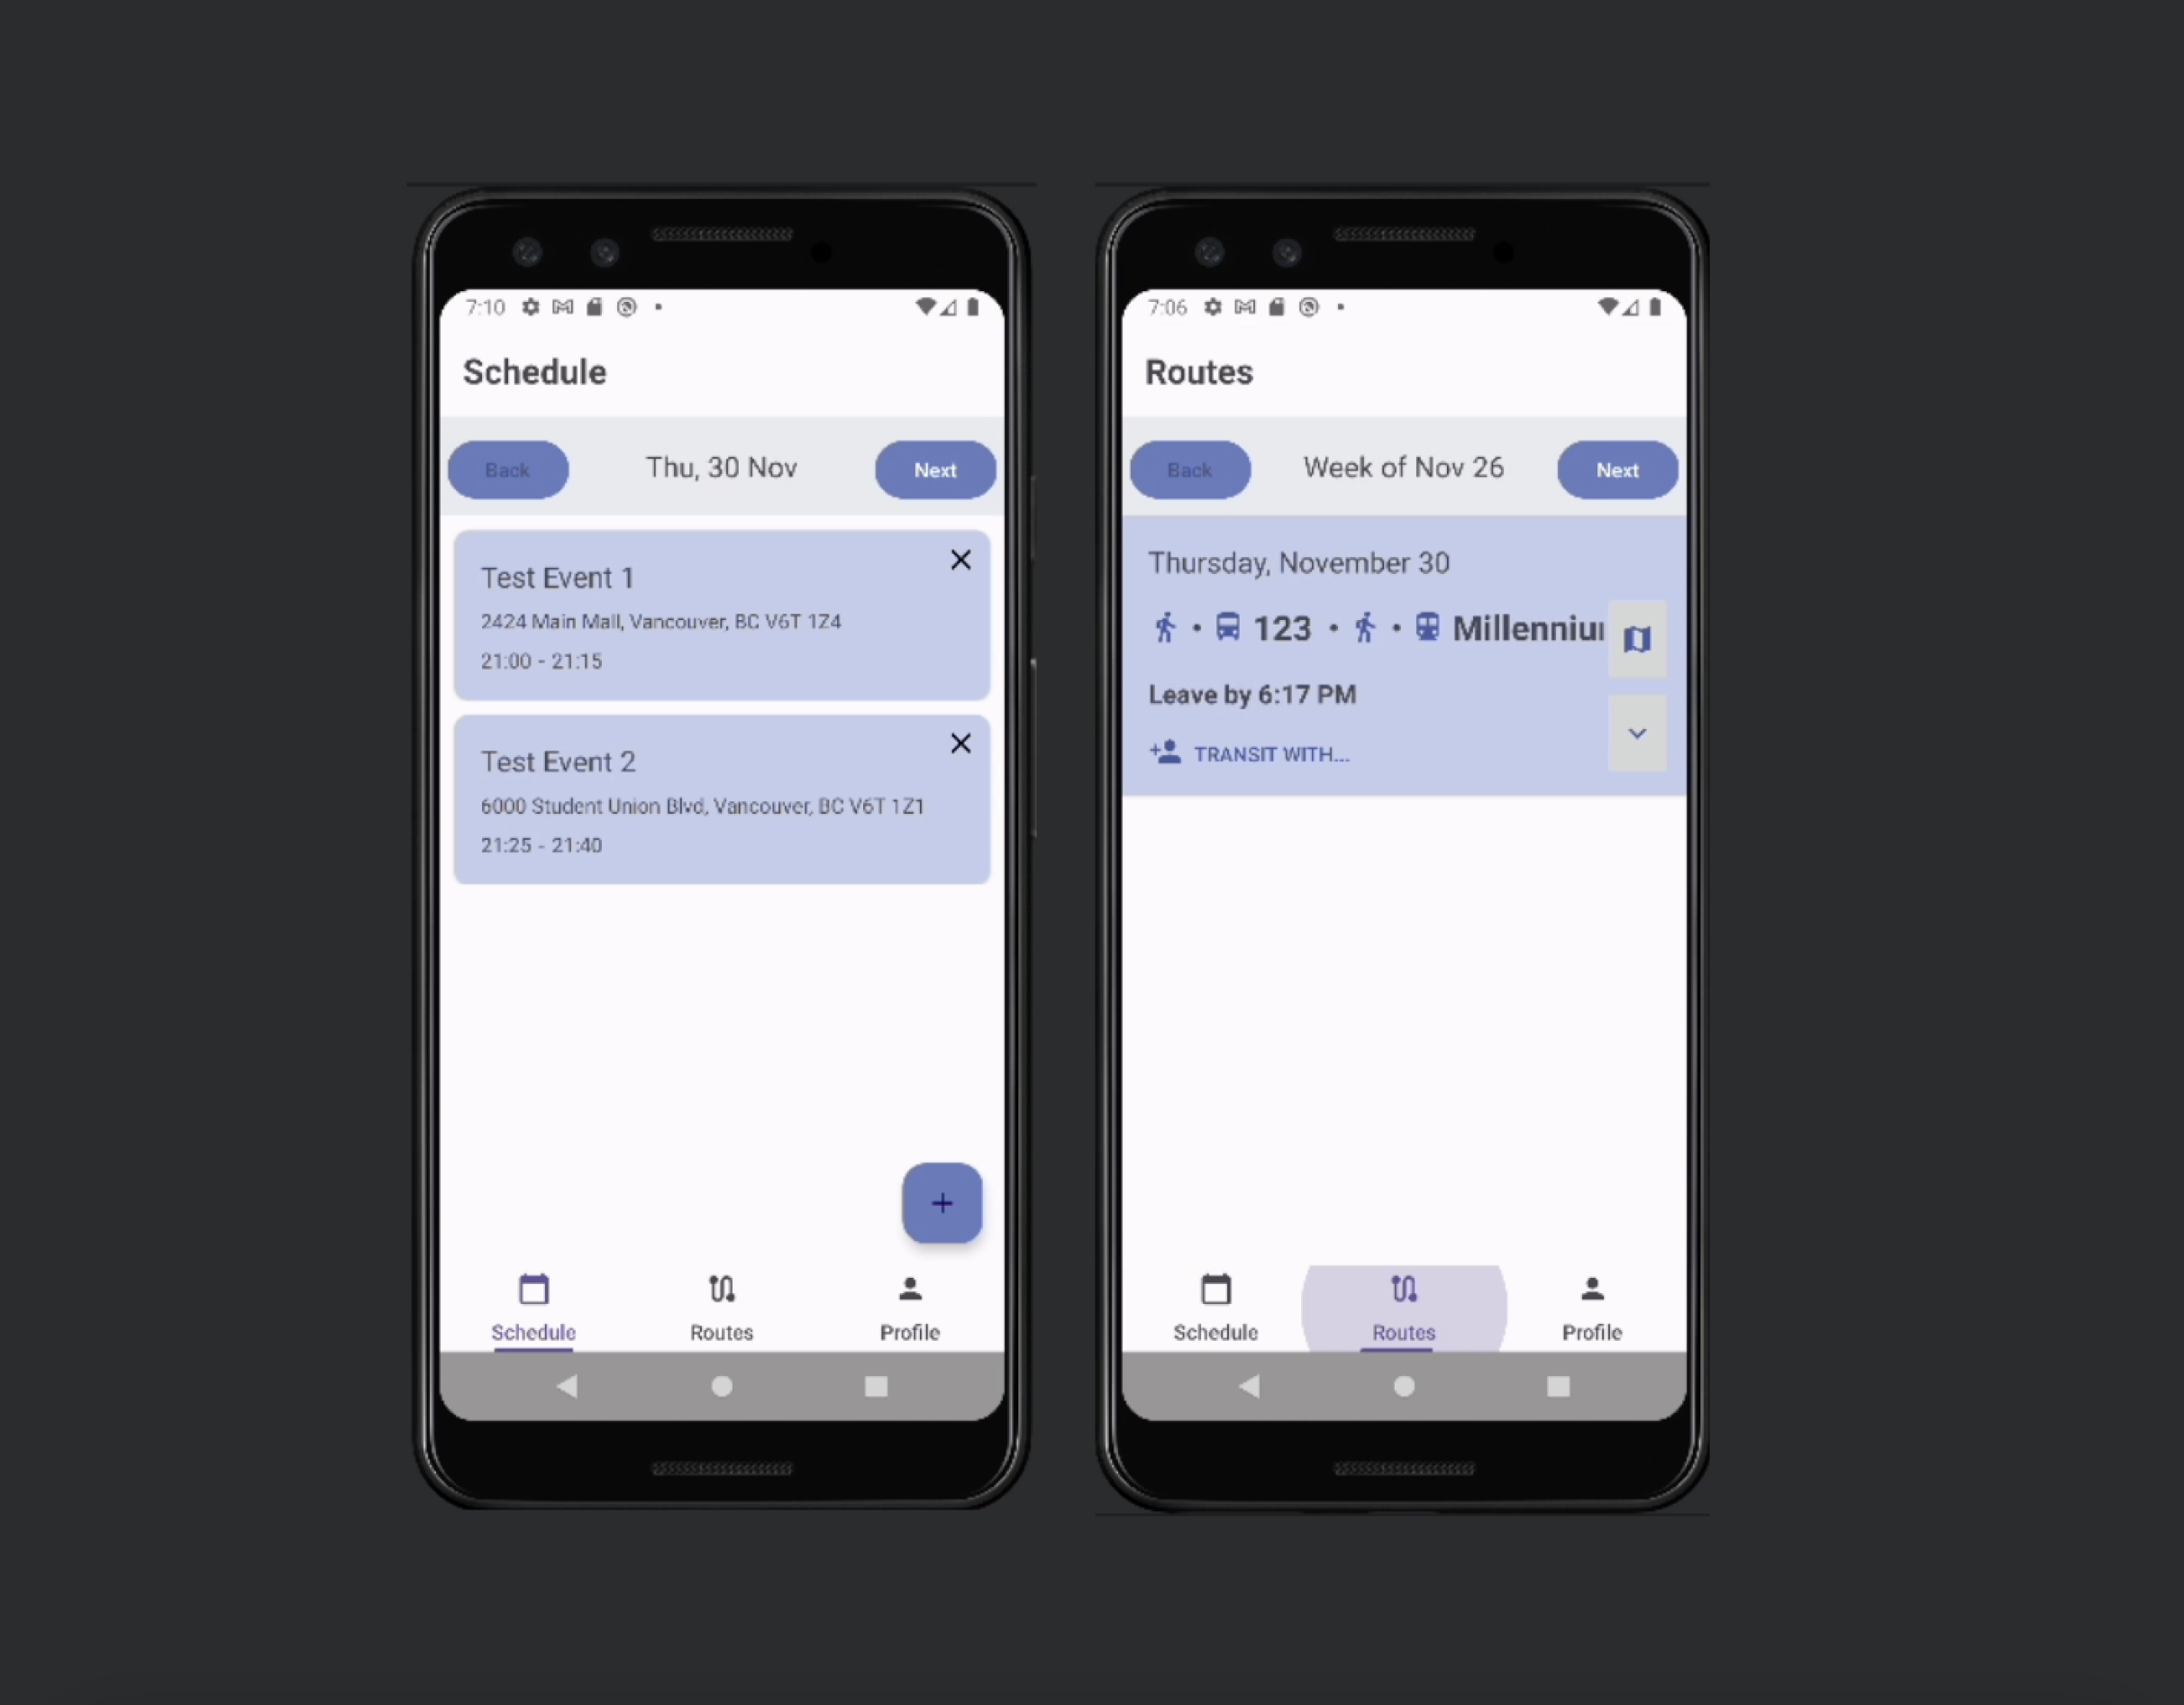 7:10
Schedule
Back Thu, 30 Nov Next
Test Event 1
2424 Main Mall, Vancouver, BC V6T 1Z4
21:00 - 21:15
Test Event 2
6000 Student Union Blvd, Vancouver, BC V6T 1Z1
21:25 - 21:40
+
Schedule Routes Profile
7:06
Routes
Back Week of Nov 26 Next
Thursday, November 30
• 123 • • Millenniu
Leave by 6:17 PM
TRANSIT WITH...
Schedule Routes Profile